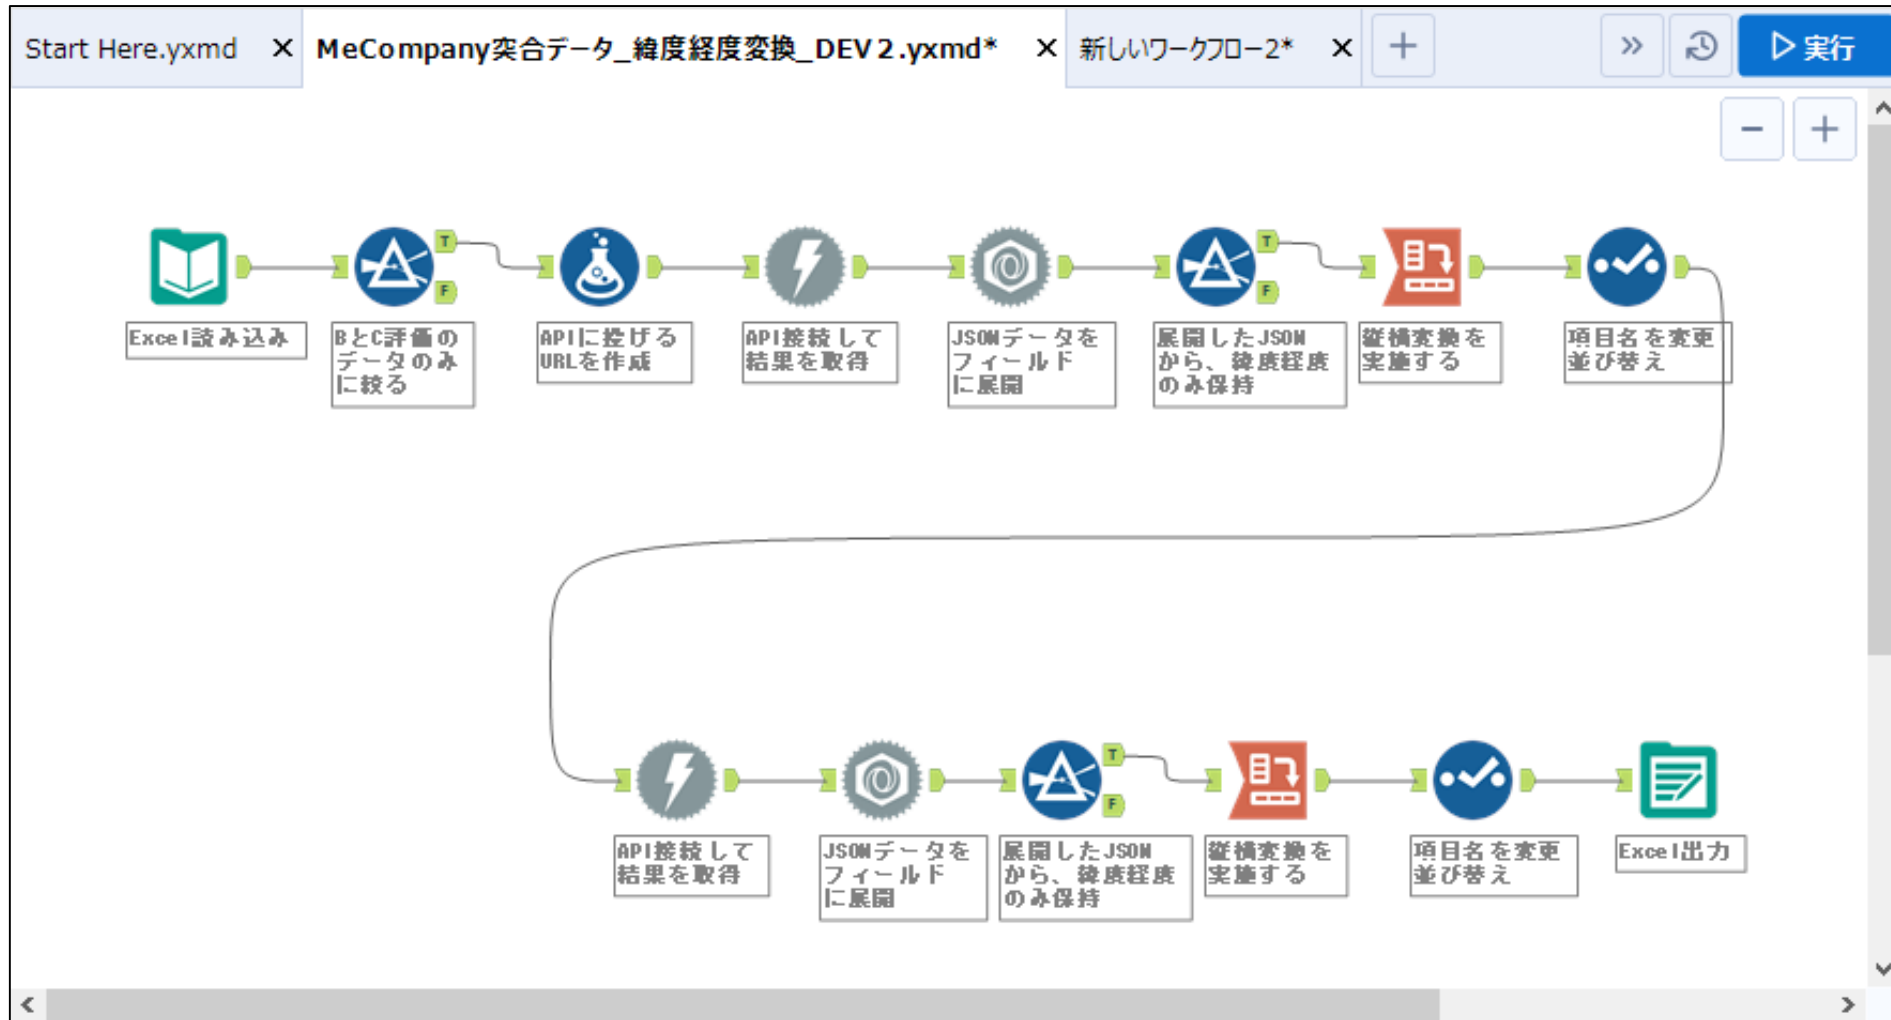 Start Here.yxmd
MeCompany突合データ_緯度経度変換_DEV2.yxmd*
新しいワークフロー2*
実行
T
F
T
F
Excel読み込み
BとC評価の
データのみ
に絞る
APIに投げる
URLを作成
API接続して
結果を取得
JSONデータを
フィールド
に展開
展開したJSON
から、緯度経度
のみ保持
縦横変換を
実施する
項目名を変更
並び替え
T
F
API接続して
結果を取得
JSONデータを
フィールド
に展開
展開したJSON
から、緯度経度
のみ保持
縦横変換を
実施する
項目名を変更
並び替え
Excel出力